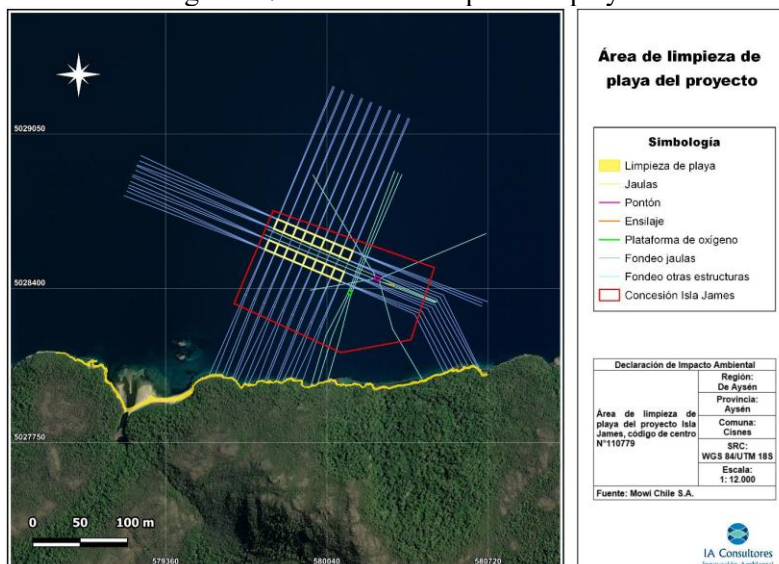 Área de limpieza de
playa del proyecto
5029050
5028400
5027750
0 50 100 m
579360
580040
580720
Simbología
Limpieza de playa
Jaulas
Pontón
Ensilaje
Plataforma de oxígeno
Fondeo jaulas
Fondeo otras estructuras
Concesión Isla James
Declaración de Impacto Ambiental
Área de limpieza de
playa del proyecto Isla
James, código de centro
N°110779
Región:
De Aysén
Provincia:
Aysén
Comuna:
Cisnes
SRC:
WGS 84/UTM 18S
Escala:
1: 12.000
Fuente: Mowi Chile S.A.
IA Consultores